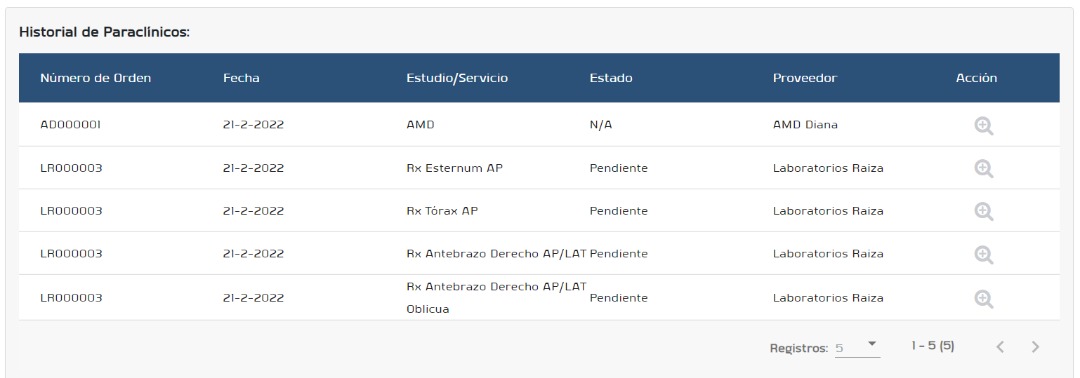 Historial de Paraclínicos:
Número de Orden Fecha Estudio/Servicio Estado Proveedor Acción
AD000001 21-2-2022 AMD N/A AMD Diana
LR000003 21-2-2022 Rx Esternum AP Pendiente Laboratorios Raiza
LR000003 21-2-2022 Rx Tórax AP Pendiente Laboratorios Raiza
LR000003 21-2-2022 Rx Antebrazo Derecho AP/LAT Pendiente Laboratorios Raiza
LR000003 21-2-2022 Rx Antebrazo Derecho AP/LAT Pendiente Laboratorios Raiza
Oblicua
Registros: 5 1 - 5 (5)